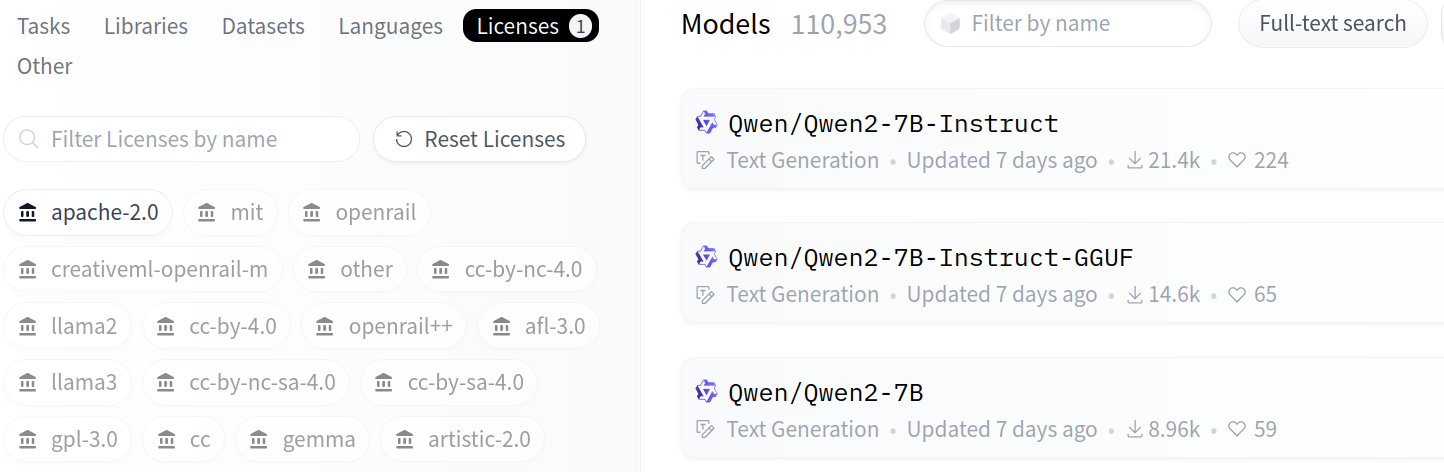 Tasks Libraries Datasets Languages Licenses 1
Other
Filter Licenses by name Reset Licenses
apache-2.0 mit openrail
creativeml-openrail-m other cc-by-nc-4.0
llama2 cc-by-4.0 openrail++ afl-3.0
llama3 cc-by-nc-sa-4.0 cc-by-sa-4.0
gpl-3.0 cc gemma artistic-2.0
Models 110,953 Filter by name Full-text search
Qwen/Qwen2-7B-Instruct
Text Generation • Updated 7 days ago • 21.4k • 224
Qwen/Qwen2-7B-Instruct-GGUF
Text Generation • Updated 7 days ago • 14.6k • 65
Qwen/Qwen2-7B
Text Generation • Updated 7 days ago • 8.96k • 59